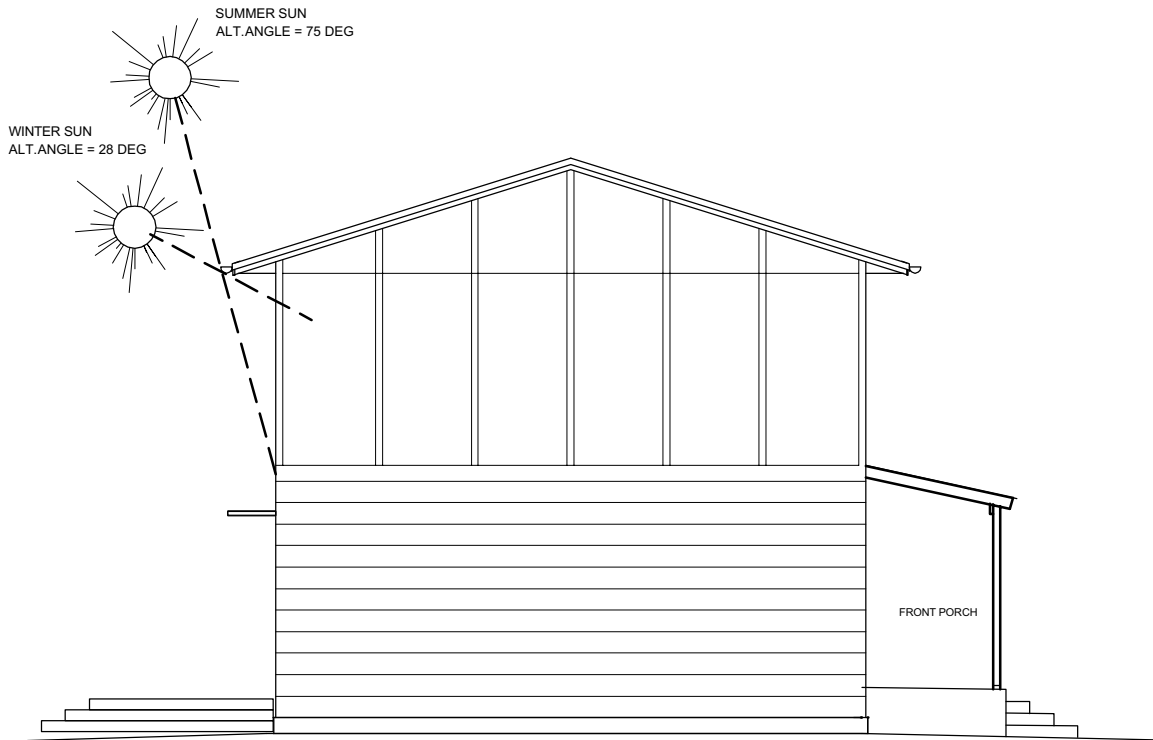 SUMMER SUN
ALT.ANGLE = 75 DEG
WINTER SUN
ALT.ANGLE = 28 DEG
FRONT PORCH